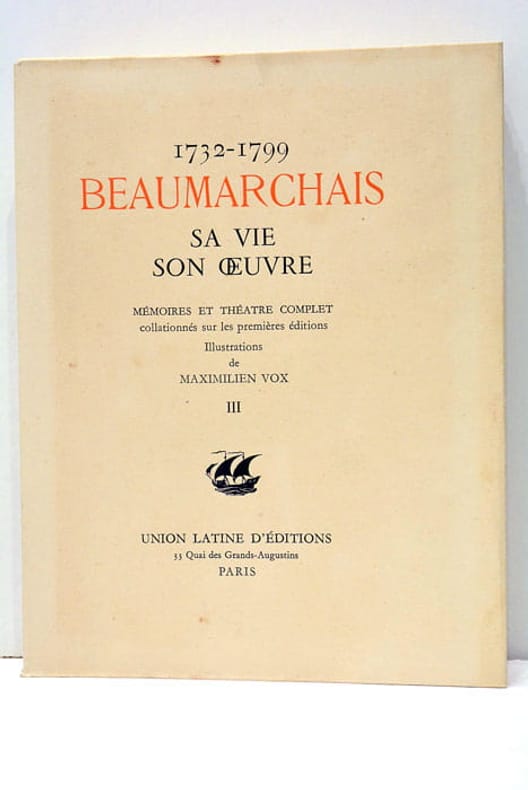 1732-1799
BEAUMARCHAIS
SA VIE
SON ŒUVRE
MÉMOIRES ET THÉATRE COMPLET
collationnés sur les premières éditions
Illustrations
de
MAXIMILIEN VOX
III
UNION LATINE D'ÉDITIONS
33 Quai des Grands-Augustins
PARIS